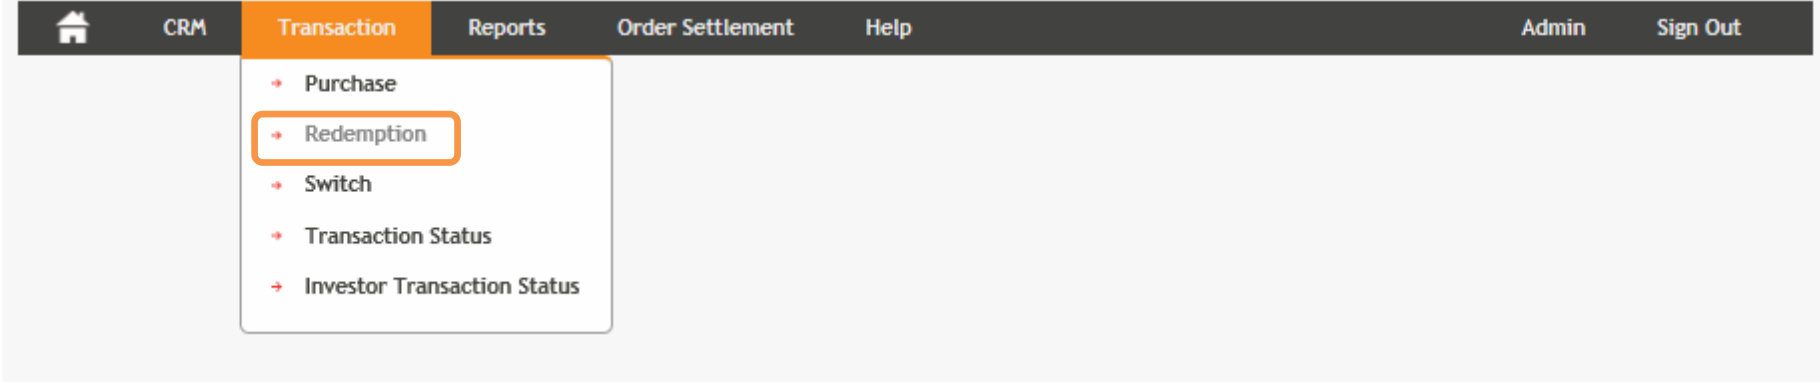 CRM Transaction Reports Order Settlement Help Admin Sign Out
Purchase
Redemption
Switch
Transaction Status
Investor Transaction Status